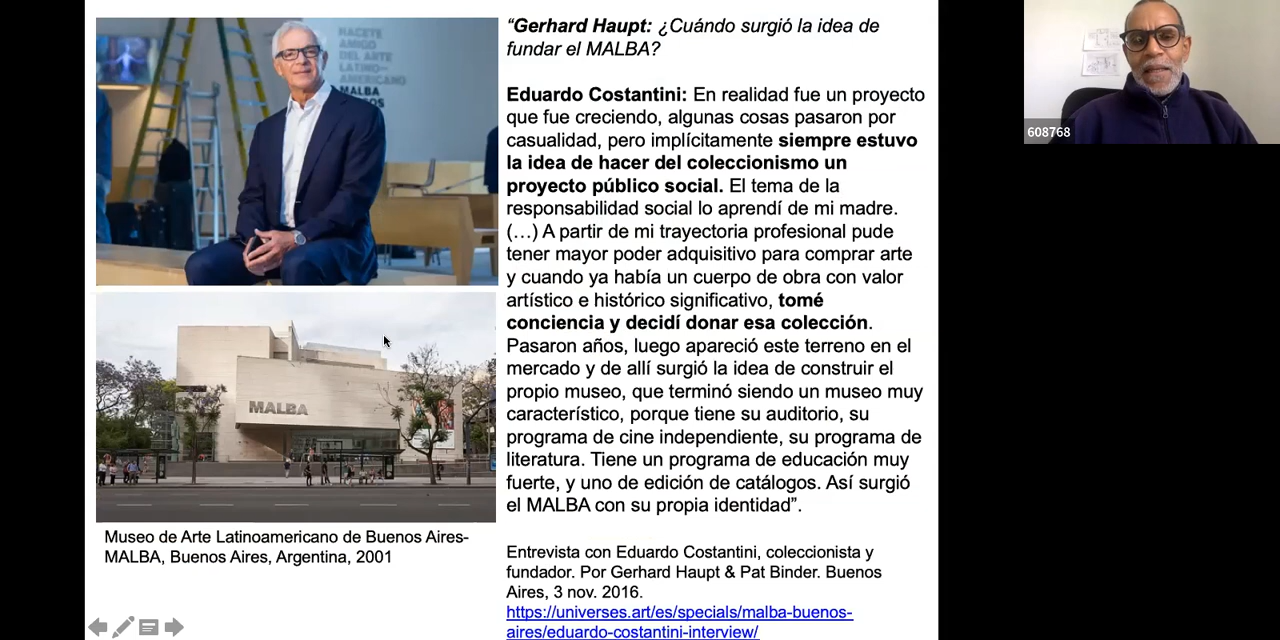 HACETE
AMIGO
DEL ARTE
LATINO-
AMERICANO
MALBA
“Gerhard Haupt: ¿Cuándo surgió la idea de
fundar el MALBA?
Eduardo Costantini: En realidad fue un proyecto
que fue creciendo, algunas cosas pasaron por
casualidad, pero implícitamente siempre estuvo
la idea de hacer del coleccionismo un
proyecto público social. El tema de la
responsabilidad social lo aprendí de mi madre.
(…) A partir de mi trayectoria profesional pude
tener mayor poder adquisitivo para comprar arte
y cuando ya había un cuerpo de obra con valor
artístico e histórico significativo, tomé
conciencia y decidí donar esa colección.
Pasaron años, luego apareció este terreno en el
mercado y de allí surgió la idea de construir el
propio museo, que terminó siendo un museo muy
característico, porque tiene su auditorio, su
programa de cine independiente, su programa de
literatura. Tiene un programa de educación muy
fuerte, y uno de edición de catálogos. Así surgió
el MALBA con su propia identidad”.
Entrevista con Eduardo Costantini, coleccionista y
fundador. Por Gerhard Haupt & Pat Binder. Buenos
Aires, 3 nov. 2016.
https://universes.art/es/specials/malba-buenos-
aires/eduardo-costantini-interview/
MALBA
Museo de Arte Latinoamericano de Buenos Aires-
MALBA, Buenos Aires, Argentina, 2001
608768